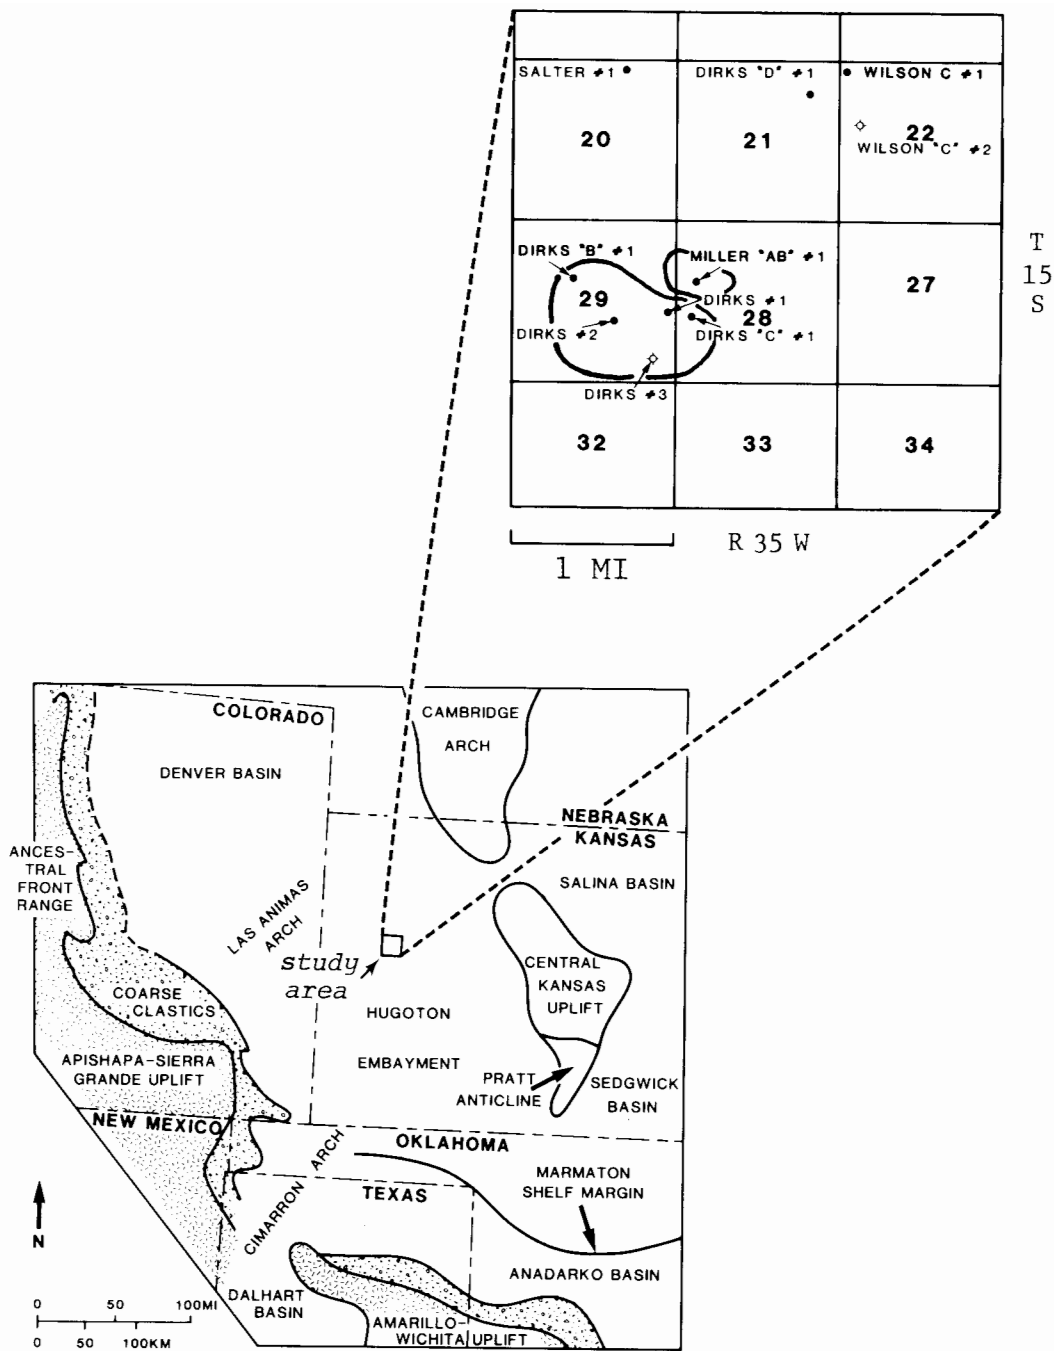 SALTER #1
DIRKS "D" #1
WILSON C #1
20
21
22
WILSON "C" #2
T
15
S
DIRKS "B" #1
MILLER "AB" #1
27
29
DIRKS #1
28
DIRKS #2
DIRKS "C" #1
DIRKS #3
32
33
34
1 MI
R 35 W
COLORADO
CAMBRIDGE
ARCH
DENVER BASIN
NEBRASKA
KANSAS
ANCES-
TRAL
FRONT
RANGE
SALINA BASIN
LAS ANIMAS
ARCH
study
area
CENTRAL
KANSAS
UPLIFT
COARSE
CLASTICS
HUGOTON
EMBAYMENT
APISHAPA-SIERRA
GRANDE UPLIFT
PRATT
ANTICLINE
SEDGWICK
BASIN
NEW MEXICO
OKLAHOMA
CIMARRON ARCH
TEXAS
MARMATON
SHELF MARGIN
N
ANADARKO BASIN
DALHART
BASIN
AMARILLO-
WICHITA UPLIFT
0 50 100MI
0 50 100KM